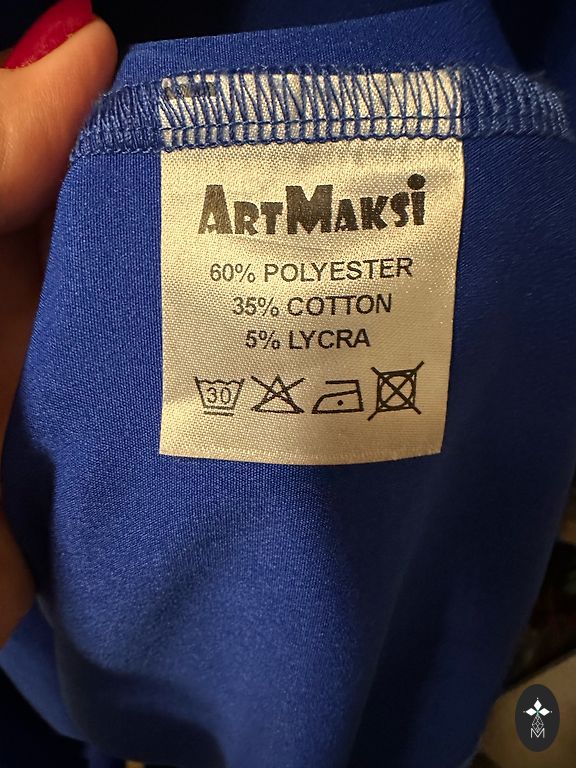 ARTMAKSi
60% POLYESTER
35% COTTON
5% LYCRA
30
M